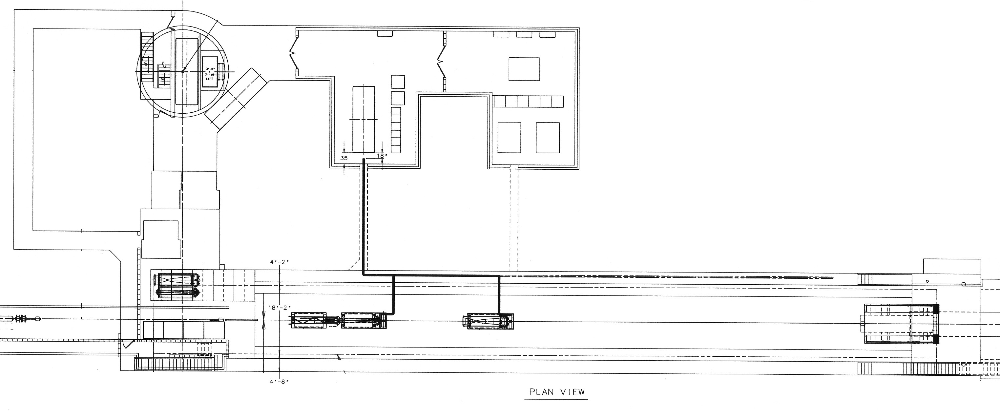 UP
UP
3'-8"
X
7'-10"
LIFT
35
18"
4'-2"
18'-2"
4'-8"
PLAN VIEW